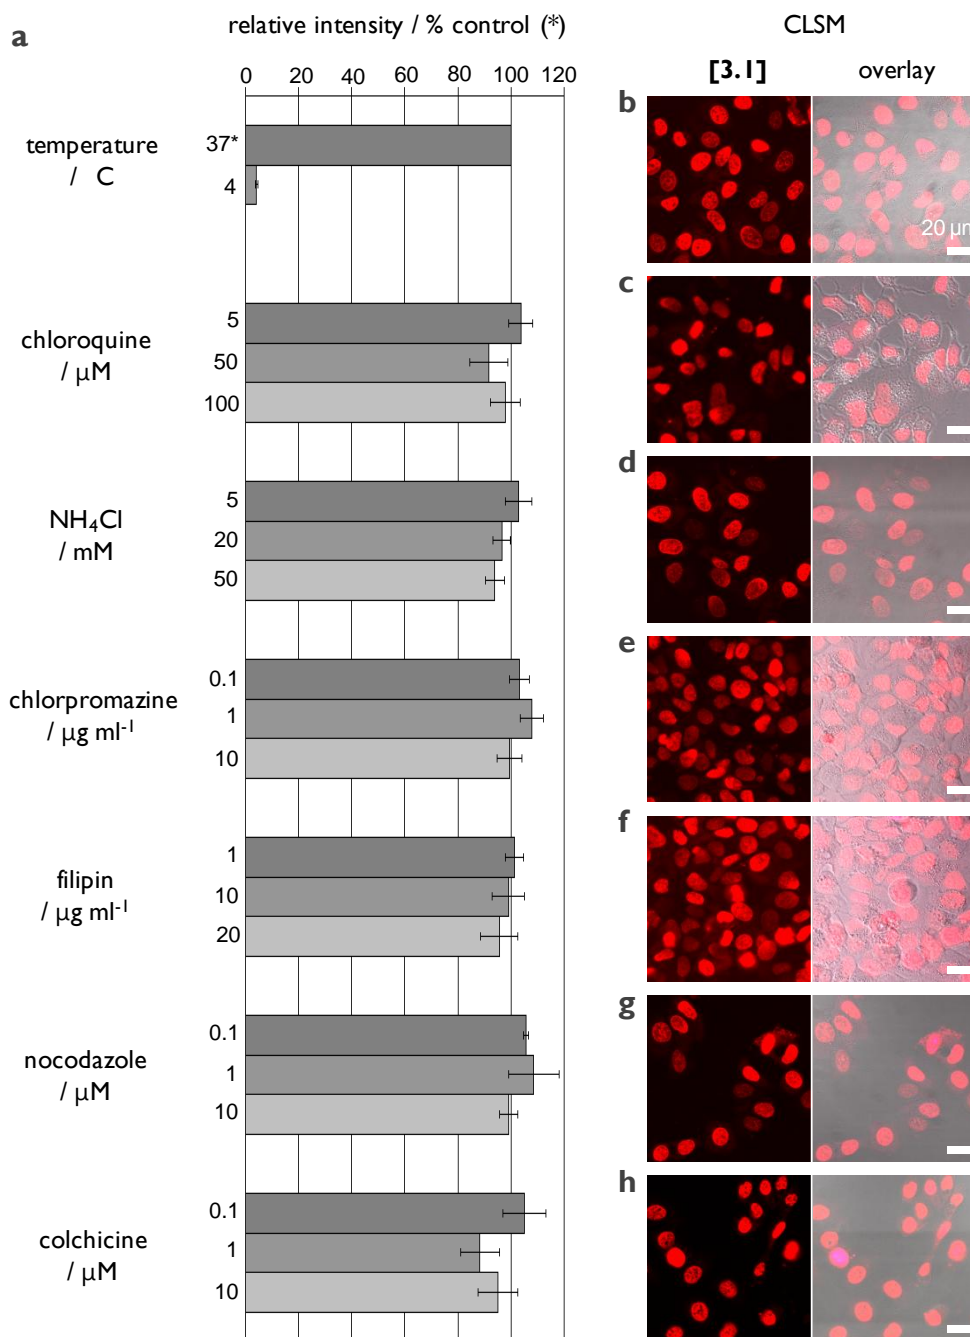 a
relative intensity / % control (*)
CLSM
[3.1]
overlay
0 20 40 60 80 100 120
temperature
/ C
37*
4
chloroquine
/ µM
5
50
100
NH₄Cl
/ mM
5
20
50
chlorpromazine
/ µg ml⁻¹
0.1
1
10
filipin
/ µg ml⁻¹
1
10
20
nocodazole
/ µM
0.1
1
10
colchicine
/ µM
0.1
1
10
b
20 µm
c
d
e
f
g
h